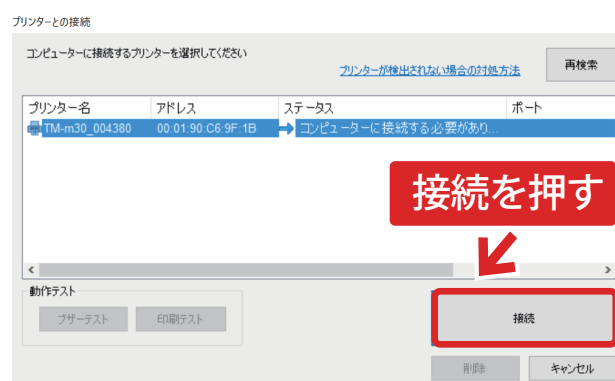 プリンターとの接続
コンピューターに接続するプリンターを選択してください
プリンターが検出されない場合の対処方法
再検索
プリンター名 アドレス ステータス ポート
TM-m30_004380 00:01:90:C6:9F:1B コンピューターに接続する必要があり...
接続を押す
動作テスト
ブザーテスト 印刷テスト
接続
削除 キャンセル